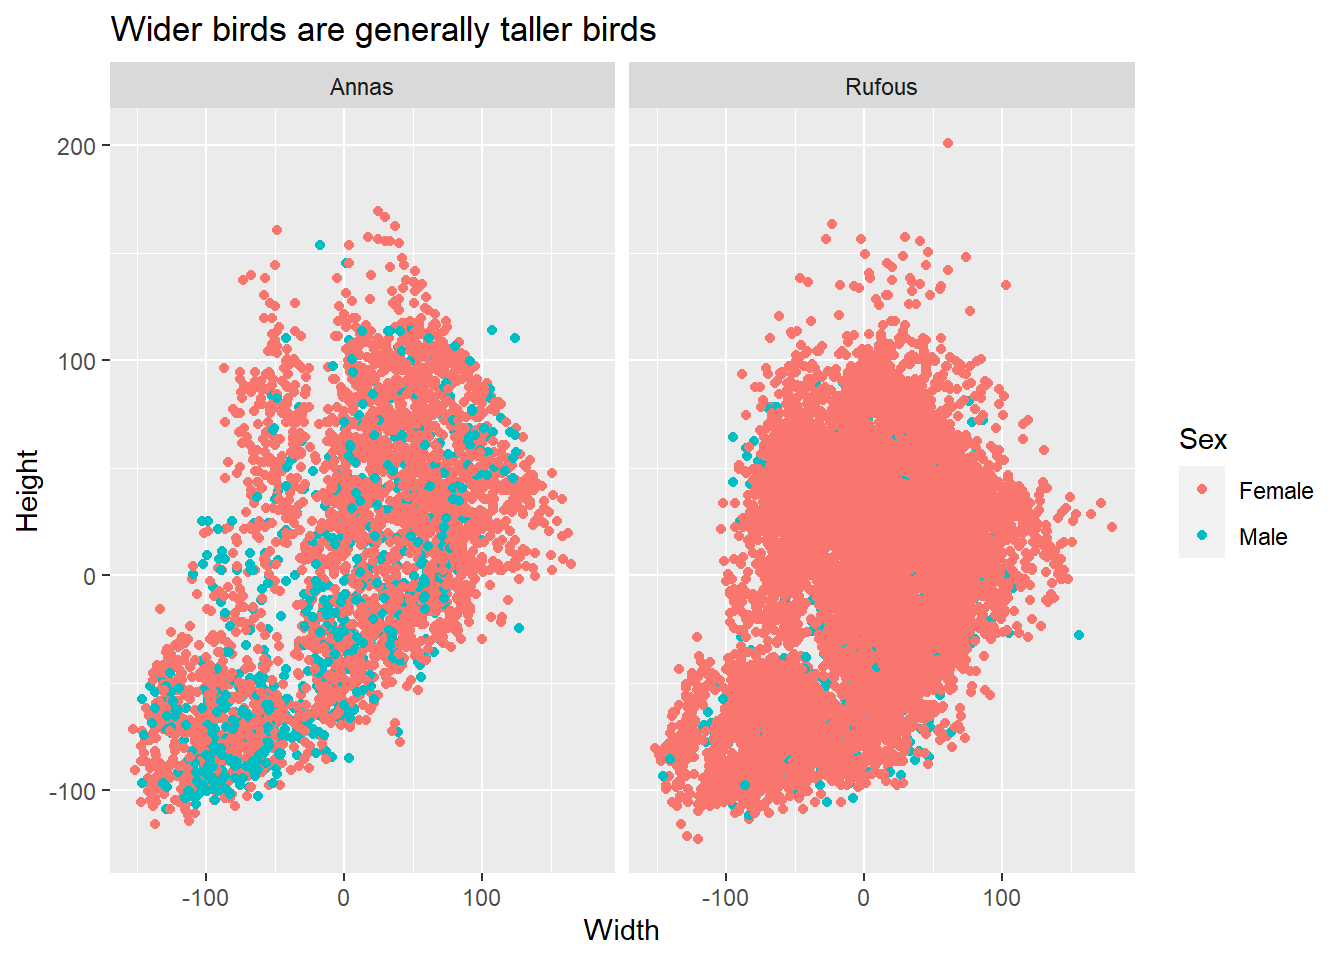 Wider birds are generally taller birds
Annas
Rufous
200
100
0
-100
Height
-100
0
100
-100
0
100
Width
Sex
Female
Male